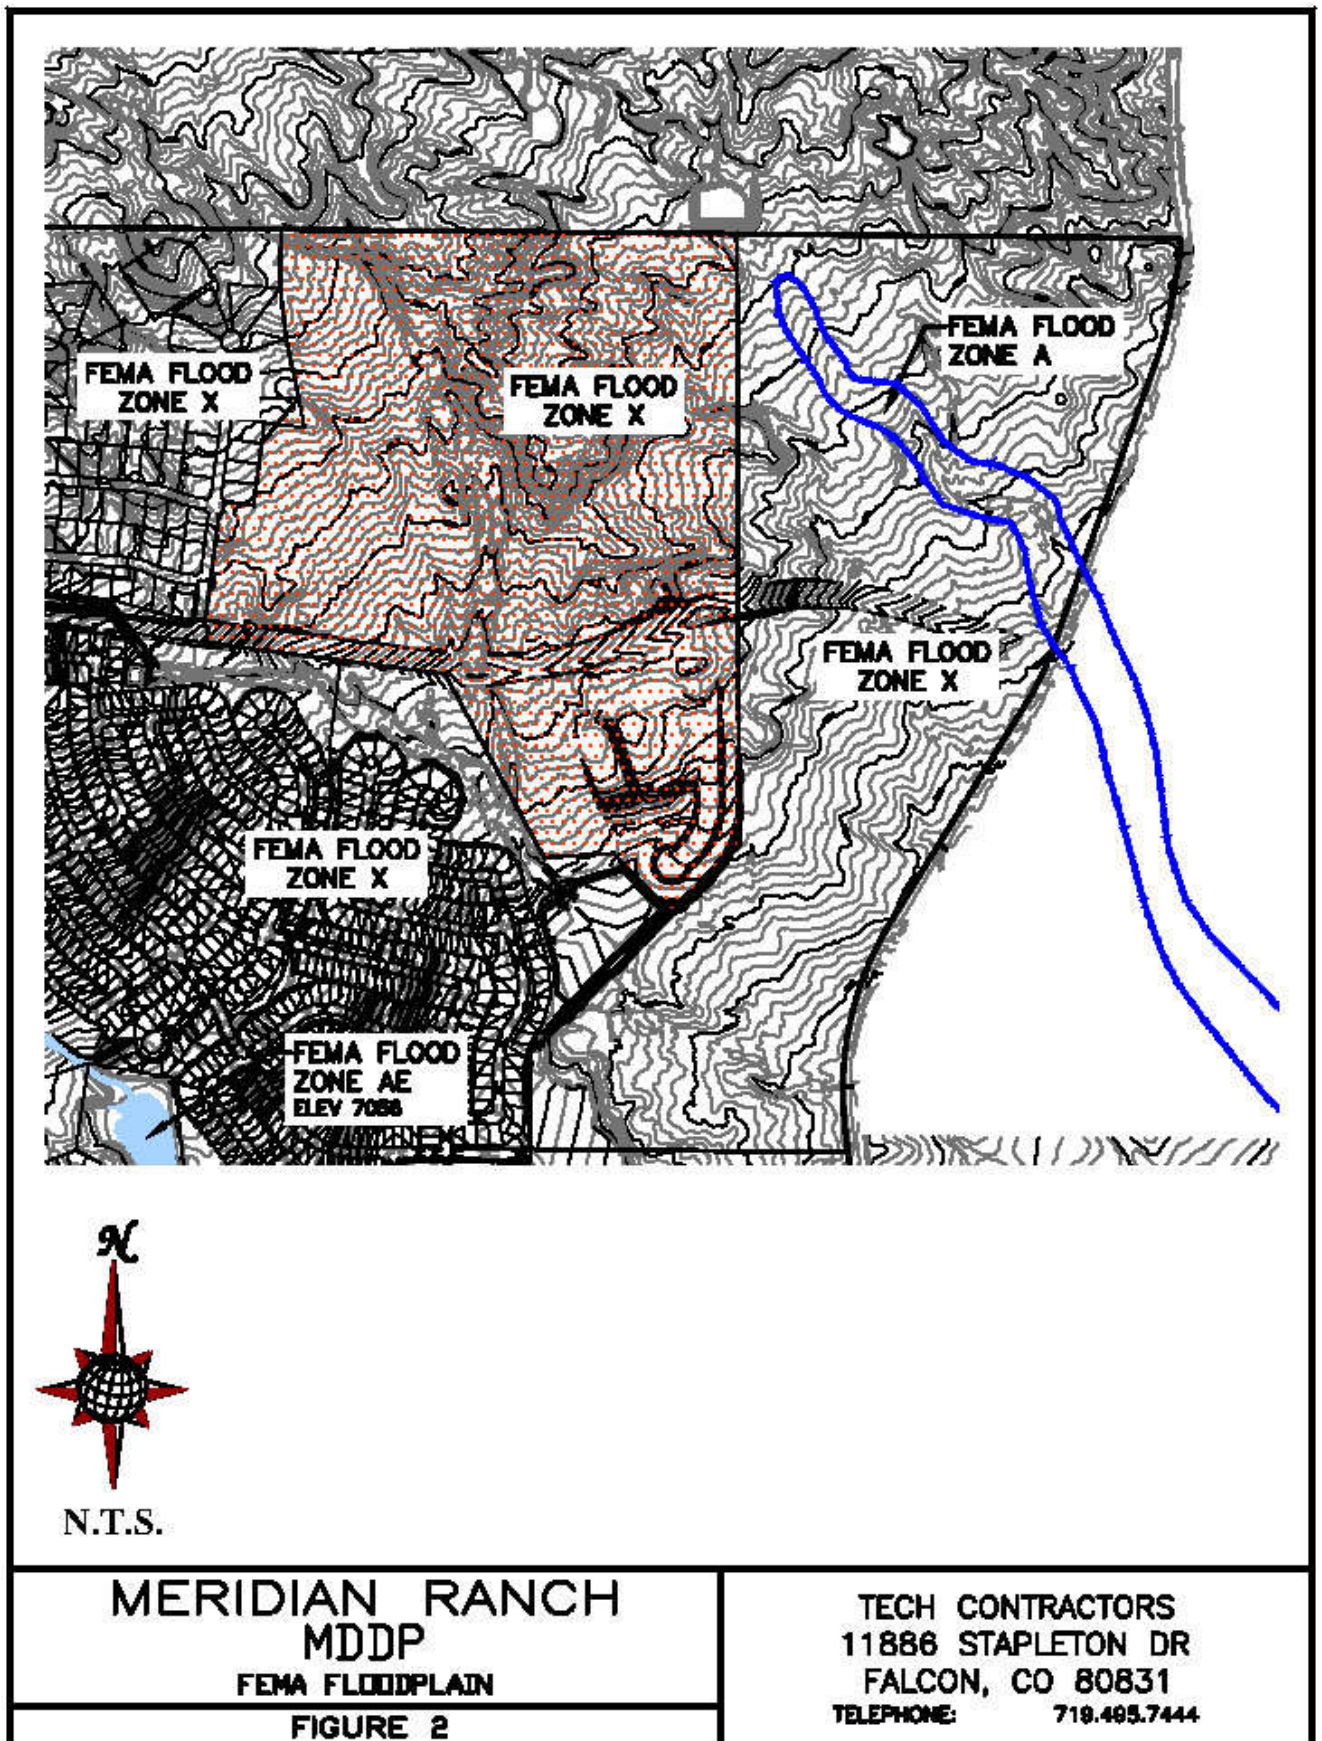 FEMA FLOOD
ZONE A
FEMA FLOOD
ZONE X
FEMA FLOOD
ZONE X
FEMA FLOOD
ZONE X
FEMA FLOOD
ZONE X
FEMA FLOOD
ZONE AE
ELEV
N
N.T.S.
MERIDIAN RANCH
MDDP
FEMA FLOODPLAIN
FIGURE 2
TECH CONTRACTORS
11886 STAPLETON DR
FALCON, CO 80831
TELEPHONE: 719.495.7444